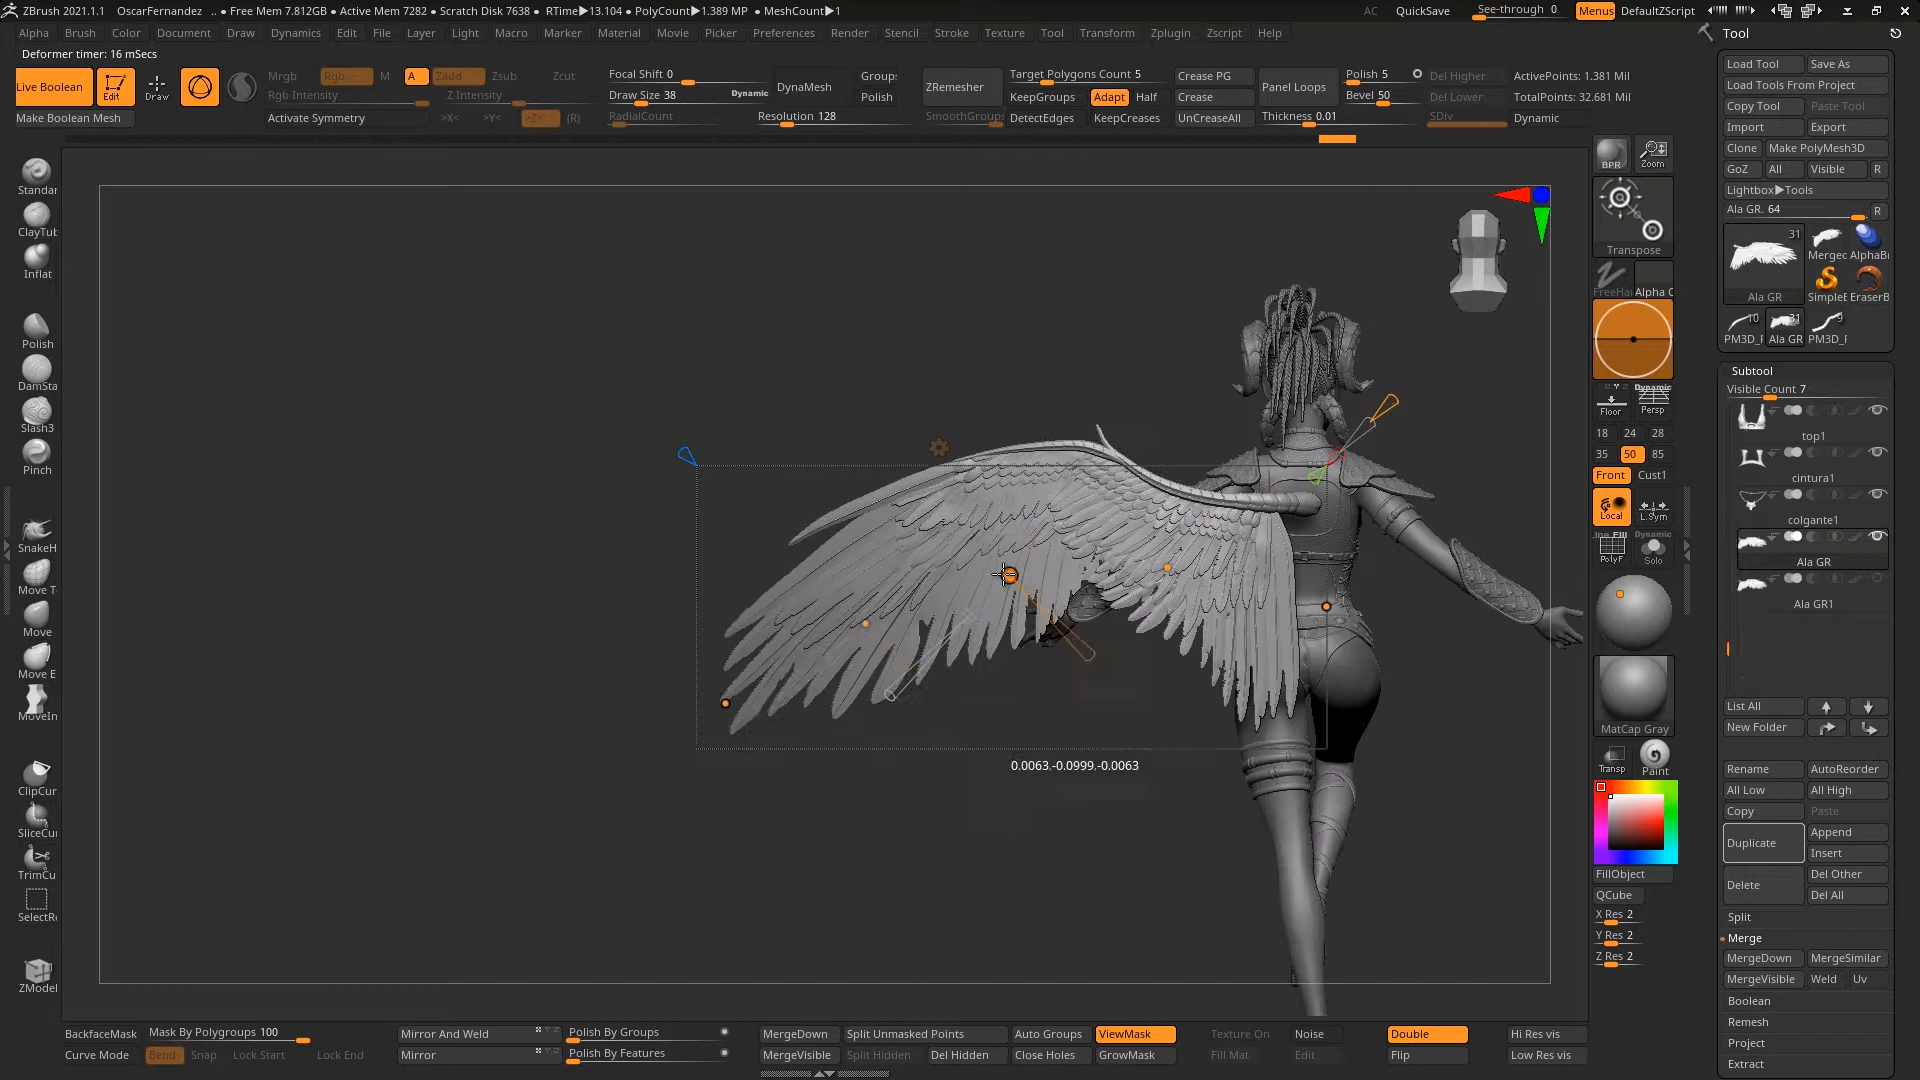 ZBrush 2021.1.1 OscarFernandez .. • Free Mem 7.812GB • Active Mem 7282 • Scratch Disk 7638 • RTime▶13.104 • PolyCount▶1.389 MP • MeshCount▶1 AC QuickSave See-through 0 Menus DefaultZScript
Alpha Brush Color Document Draw Dynamics Edit File Layer Light Macro Marker Material Movie Picker Preferences Render Stencil Stroke Texture Tool Transform Zplugin Zscript Help
Deformer timer: 16 mSecs
Live Boolean Edit Draw Mrgb Rgb M A Zadd Zsub Zcut
Rgb Intensity Z Intensity
Make Boolean Mesh Activate Symmetry >X< >Y< >Z< (R)
Focal Shift 0
Draw Size 38 Dynamic
RadialCount
DynaMesh Groups
Polish
Resolution 128
ZRemesher
SmoothGroups
Target Polygons Count 5
KeepGroups Adapt Half
DetectEdges KeepCreases
Crease PG
Crease
UnCreaseAll
Panel Loops
Thickness 0.01
Polish 5
Bevel 50
Del Higher
Del Lower
SDiv
ActivePoints: 1.381 Mil
TotalPoints: 32.681 Mil
Dynamic
Standar
ClayTub
Inflat
Polish
DamSta
Slash3
Pinch
SnakeH
Move T
Move
Move E
MoveIn
ClipCur
SliceCu
TrimCu
SelectRe
ZModel
0.0063,-0.0999,-0.0063
BPR Zoom
Transpose
FreeHan Alpha O
Floor Dynamic Persp
18 24 28
35 50 85
Front Cust1
Local L.Sym
Line Fill PolyF Dynamic Solo
MatCap Gray
Transp Paint
FillObject
QCube
X Res 2
Y Res 2
Z Res 2
Tool
Load Tool Save As
Load Tools From Project
Copy Tool Paste Tool
Import Export
Clone Make PolyMesh3D
GoZ All Visible R
Lightbox▶Tools
Ala GR. 64 R
31
Ala GR
Merged AlphaBr
SimpleB EraserB
10 31 9
PM3D_I Ala GR PM3D_I
Subtool
Visible Count 7
top1
cintura1
colgante1
Ala GR
Ala GR1
List All
New Folder
Rename AutoReorder
All Low All High
Copy Paste
Duplicate Append
Insert
Delete Del Other
Del All
Split
Merge
MergeDown MergeSimilar
MergeVisible Weld Uv
Boolean
Remesh
Project
Extract
BackfaceMask Mask By Polygroups 100
Curve Mode Bend Snap Lock Start Lock End
Mirror And Weld
Mirror
Polish By Groups
Polish By Features
MergeDown Split Unmasked Points Auto Groups ViewMask
MergeVisible Split Hidden Del Hidden Close Holes GrowMask
Texture On Noise
Fill Mat Edit
Double
Flip
Hi Res vis
Low Res vis